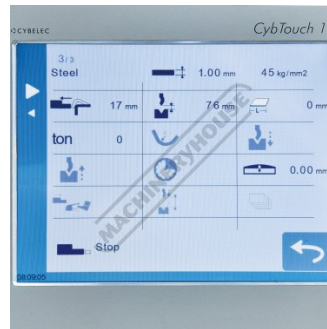 CYBELEC
CybTouch 1
3/3
Steel
1.00 mm
45 kg/mm2
17 mm
76 mm
0 mm
ton
0
0.00 mm
MACHINERYHOUSE
Stop
08:09:05